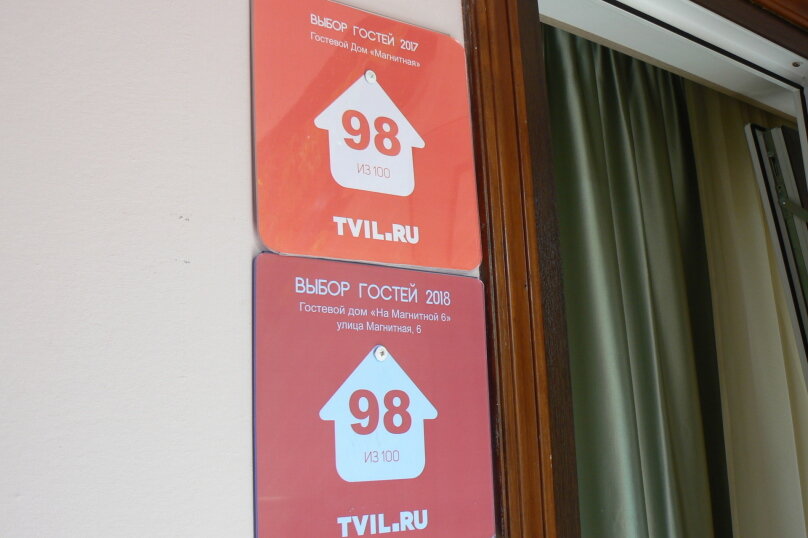 ВЫБОР ГОСТЕЙ 2017
Гостевой Дом «Магнитная»
98
ИЗ 100
TVIL.RU
ВЫБОР ГОСТЕЙ 2018
Гостевой дом «На Магнитной 6»
улица Магнитная, 6
98
ИЗ 100
TVIL.RU